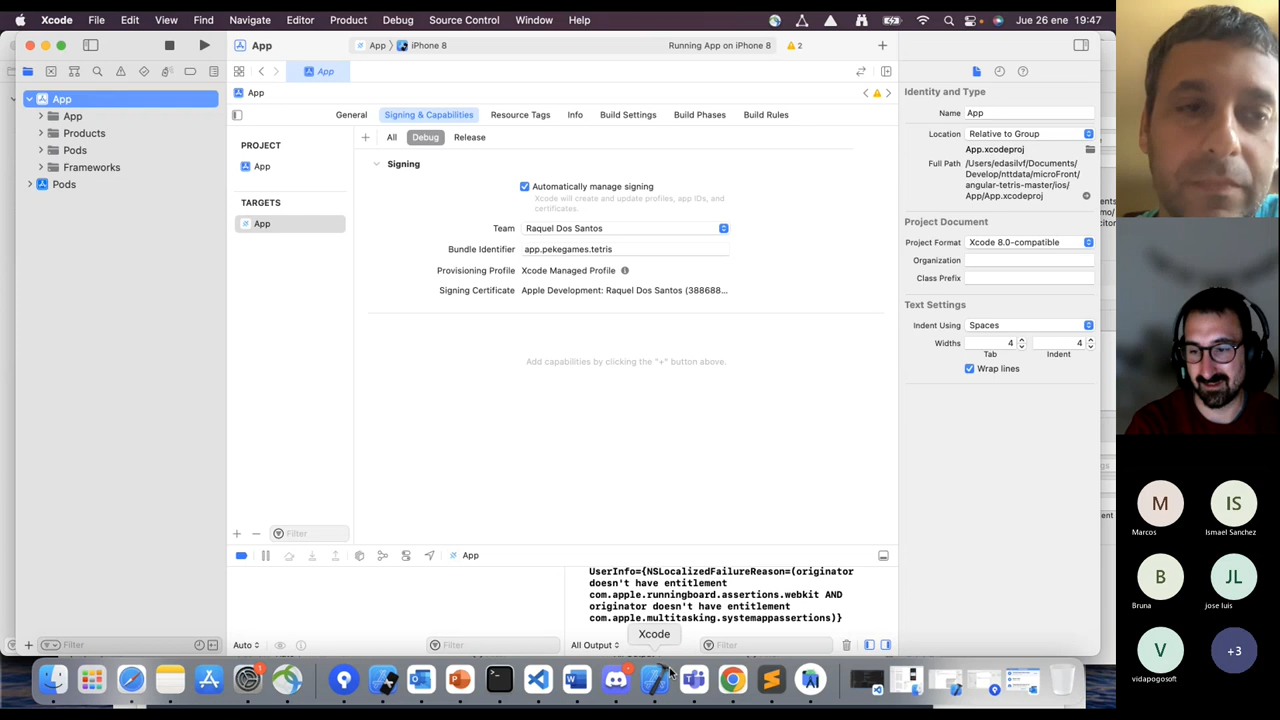 Xcode File Edit View Find Navigate Editor Product Debug Source Control Window Help Jue 26 ene 19:47
App App iPhone 8 Running App on iPhone 8 2
App
App
App
App
Products
Pods
Frameworks
Pods
General Signing & Capabilities Resource Tags Info Build Settings Build Phases Build Rules
PROJECT
App
TARGETS
App
All Debug Release
Signing
Automatically manage signing
Xcode will create and update profiles, app IDs, and
certificates.
Team Raquel Dos Santos
Bundle Identifier app.pekegames.tetris
Provisioning Profile Xcode Managed Profile
Signing Certificate Apple Development: Raquel Dos Santos (388688...
Add capabilities by clicking the "+" button above.
Filter
Identity and Type
Name App
Location Relative to Group
App.xcodeproj
Full Path /Users/edasilvf/Documents/
Develop/nttdata/microFront/
angular-tetris-master/ios/
App/App.xcodeproj
Project Document
Project Format Xcode 8.0-compatible
Organization
Class Prefix
Text Settings
Indent Using Spaces
Widths 4 4
Tab Indent
Wrap lines
App
UserInfo={NSLocalizedFailureReason=(originator
doesn't have entitlement
com.apple.runningboard.assertions.webkit AND
originator doesn't have entitlement
com.apple.multitasking.systemappassertions)}
Filter Auto Filter All Output Filter
Xcode
1
M IS
Marcos Ismael Sanchez
B JL
Bruna jose luis
V +3
vidapogosoft